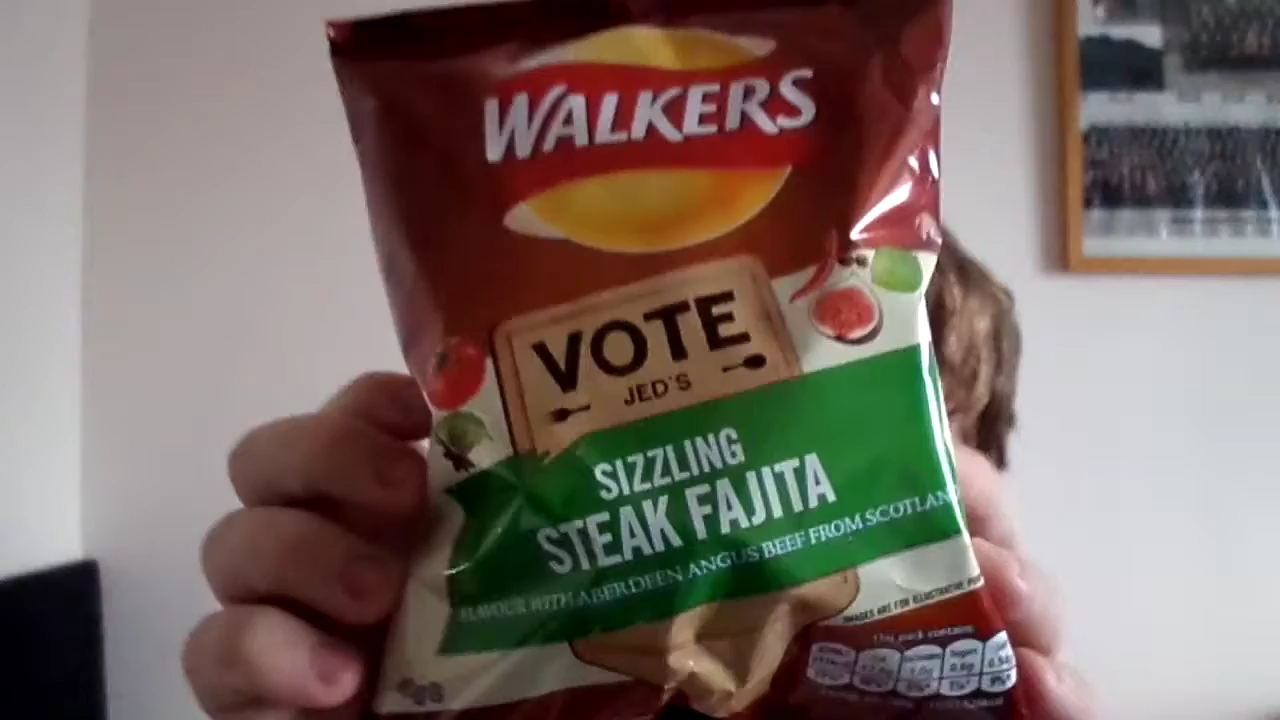 WALKERS
VOTE
JED'S
SIZZLING
STEAK FAJITA
FLAVOUR WITH ABERDEEN ANGUS BEEF FROM SCOTLAN
IMAGES ARE FOR ILLUSTRATIVE
pack contains